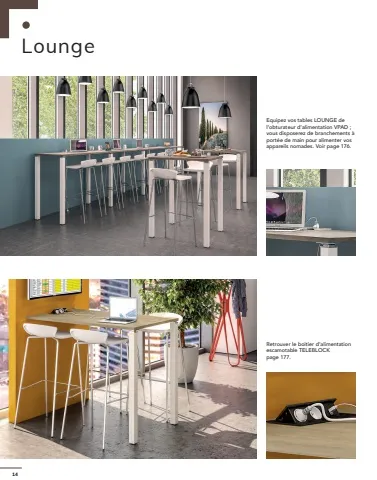 Lounge
Equipez vos tables LOUNGE de
l'obturateur d'alimentation VPAD ;
vous disposerez de branchements à
portée de main pour alimenter vos
appareils nomades. Voir page 176.
Retrouver le boitier d'alimentation
escamotable TELEBLOCK
page 177.
14